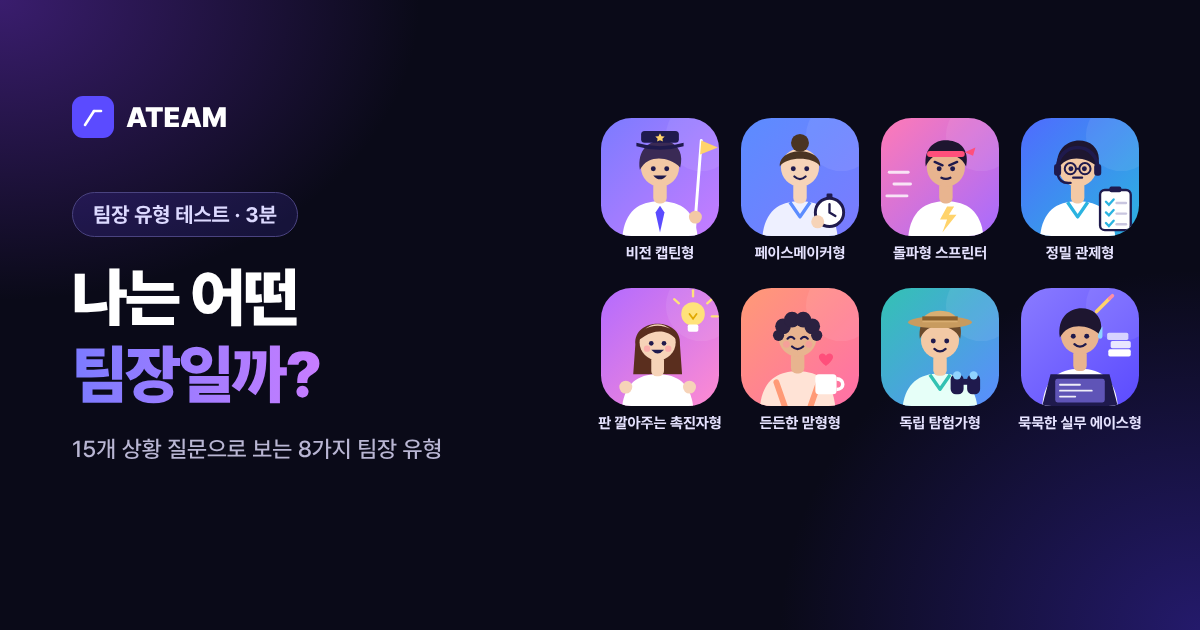 ATEAM
팀장 유형 테스트 · 3분
나는 어떤
팀장일까?
15개 상황 질문으로 보는 8가지 팀장 유형
비전 캡틴형
페이스메이커형
돌파형 스프린터
정밀 관제형
판 깔아주는 촉진자형
든든한 맏형형
독립 탐험가형
묵묵한 실무 에이스형